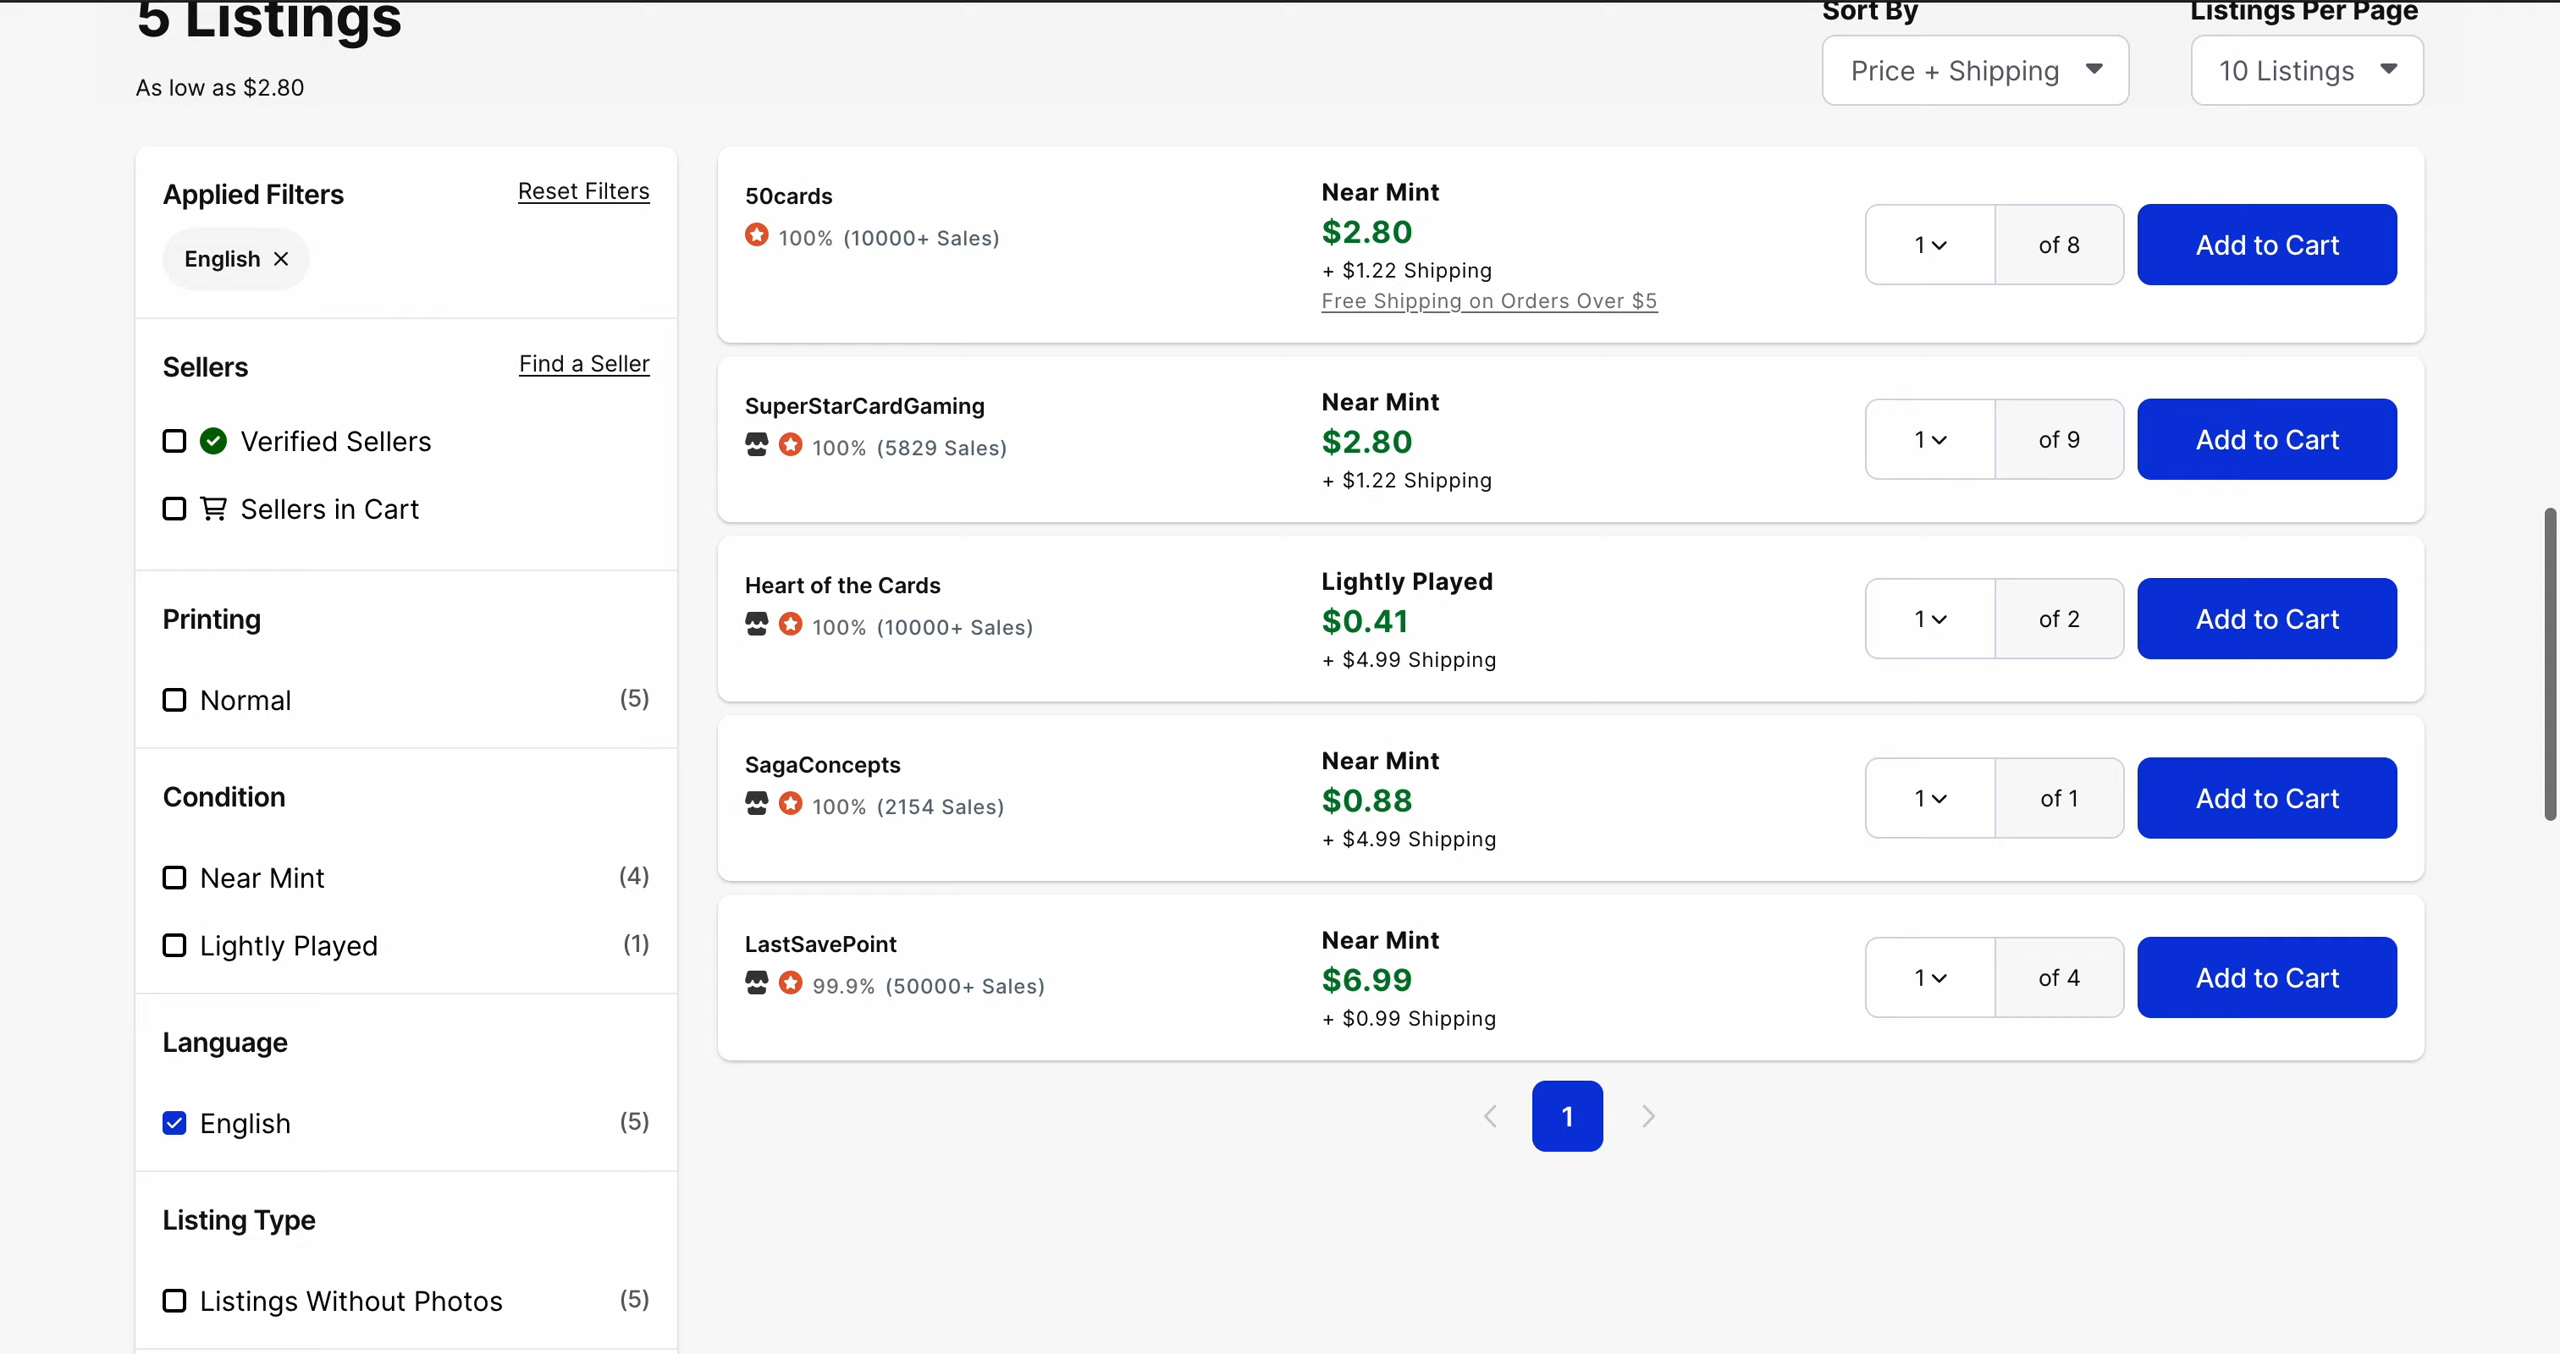 5 Listings
As low as $2.80
Sort By
Price + Shipping
Listings Per Page
10 Listings
Applied Filters
Reset Filters
English
Sellers
Find a Seller
Verified Sellers
Sellers in Cart
Printing
Normal (5)
Condition
Near Mint (4)
Lightly Played (1)
Language
English (5)
Listing Type
Listings Without Photos (5)
50cards
100% (10000+ Sales)
Near Mint
$2.80
+ $1.22 Shipping
Free Shipping on Orders Over $5
1 of 8 Add to Cart
SuperStarCardGaming
100% (5829 Sales)
Near Mint
$2.80
+ $1.22 Shipping
1 of 9 Add to Cart
Heart of the Cards
100% (10000+ Sales)
Lightly Played
$0.41
+ $4.99 Shipping
1 of 2 Add to Cart
SagaConcepts
100% (2154 Sales)
Near Mint
$0.88
+ $4.99 Shipping
1 of 1 Add to Cart
LastSavePoint
99.9% (50000+ Sales)
Near Mint
$6.99
+ $0.99 Shipping
1 of 4 Add to Cart
1